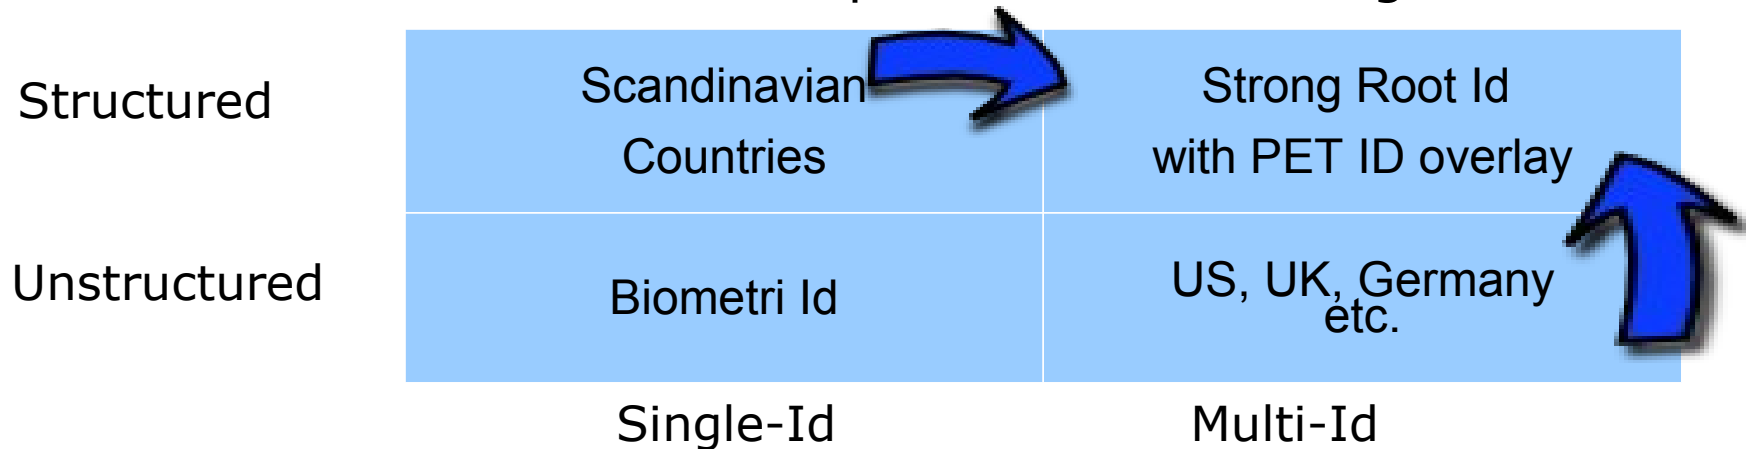 Structured
Scandinavian
Countries
Strong Root Id
with PET ID overlay
Unstructured
Biometri Id
US, UK, Germany
etc.
Single-Id
Multi-Id